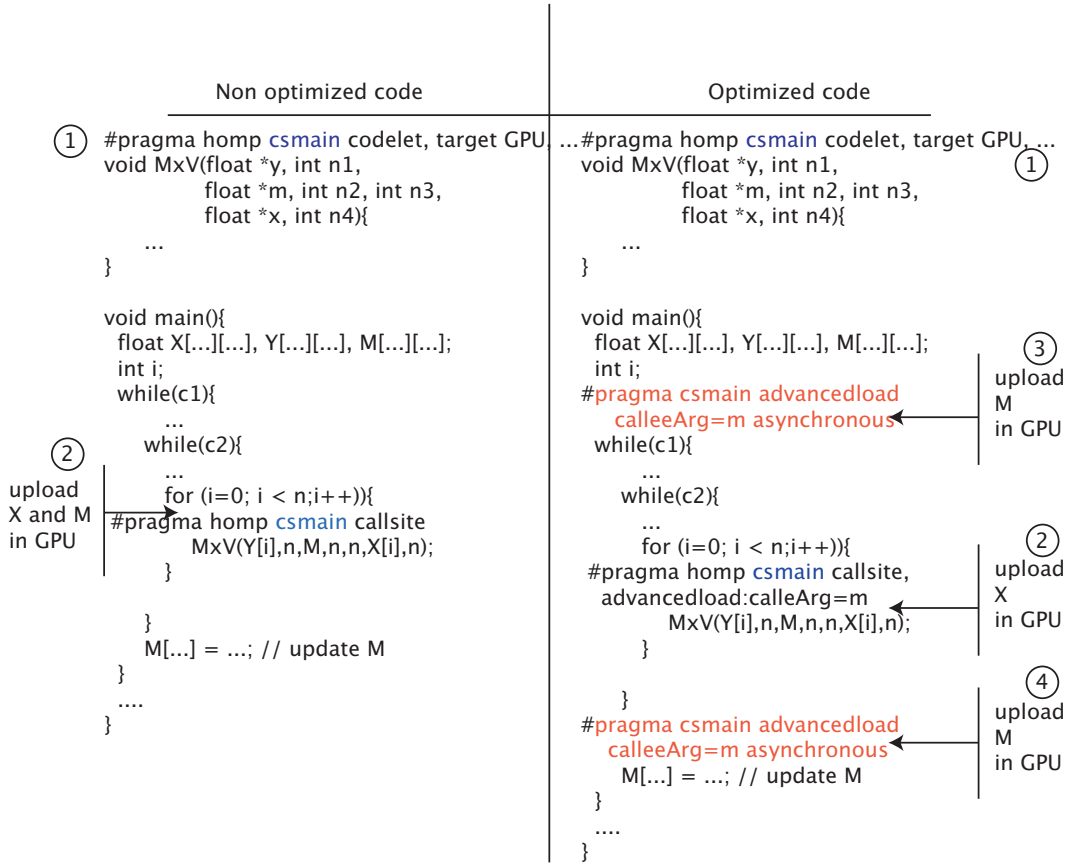 Non optimized code
① #pragma homp csmain codelet, target GPU, ...
void MxV(float *y, int n1,
float *m, int n2, int n3,
float *x, int n4){
...
}
void main(){
float X[...][...], Y[...][...], M[...][...];
int i;
while(c1){
...
while(c2){
...
for (i=0; i < n;i++)){
#pragma homp csmain callsite
MxV(Y[i],n,M,n,n,X[i],n);
}
}
M[...] = ...; // update M
}
....
}
②
upload
X and M
in GPU
Optimized code
#pragma homp csmain codelet, target GPU, ...
①
void MxV(float *y, int n1,
float *m, int n2, int n3,
float *x, int n4){
...
}
void main(){
float X[...][...], Y[...][...], M[...][...];
int i;
#pragma csmain advancedload
calleeArg=m asynchronous
while(c1){
...
while(c2){
...
for (i=0; i < n;i++)){
#pragma homp csmain callsite,
advancedload:calleArg=m
MxV(Y[i],n,M,n,n,X[i],n);
}
}
#pragma csmain advancedload
calleeArg=m asynchronous
M[...] = ...; // update M
}
....
}
③
upload
M
in GPU
②
upload
X
in GPU
④
upload
M
in GPU